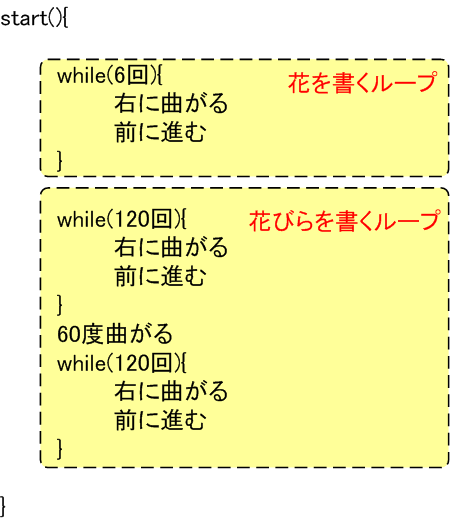 start(){
while(6回){ 花を書くループ
右に曲がる
前に進む
}
while(120回){ 花びらを書くループ
右に曲がる
前に進む
}
60度曲がる
while(120回){
右に曲がる
前に進む
}
}